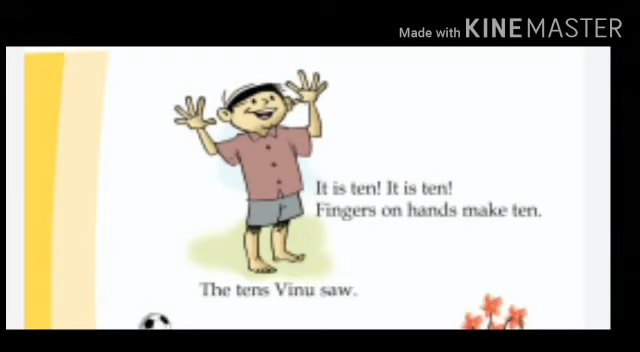 Made with KINEMASTER
It is ten! It is ten!
Fingers on hands make ten.
The tens Vinu saw.